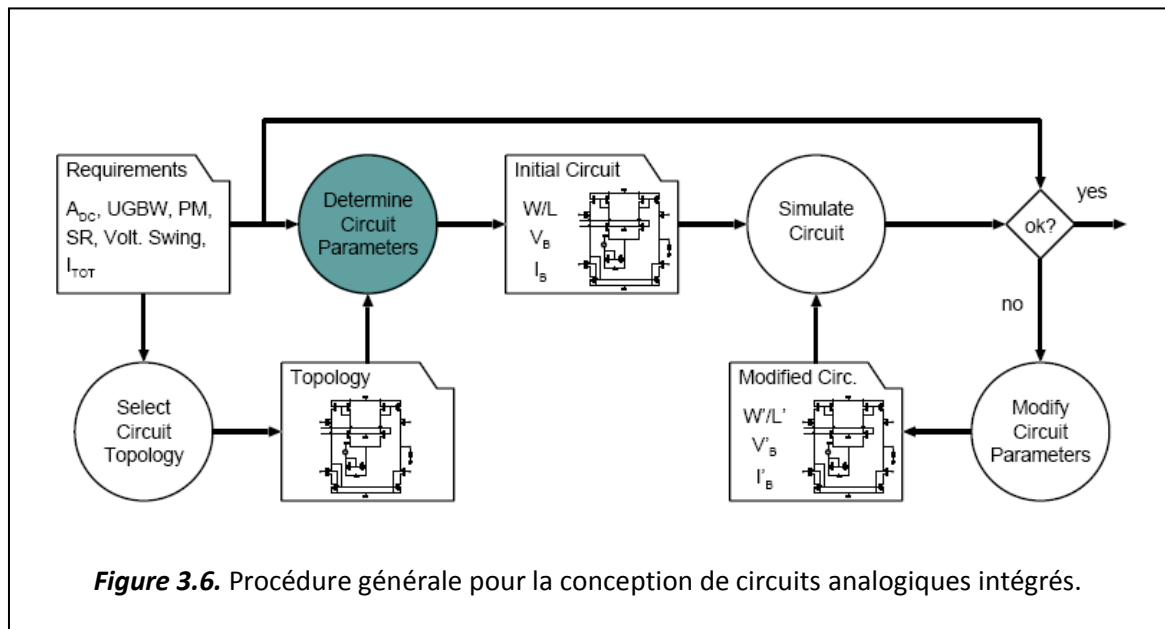 Requirements
A_DC, UGBW, PM,
SR, Volt. Swing,
I_TOT
Determine
Circuit
Parameters
Initial Circuit
W/L
V_B
I_B
Simulate
Circuit
ok?
yes
no
Select
Circuit
Topology
Topology
Modified Circ.
W'/L'
V'_B
I'_B
Modify
Circuit
Parameters
Figure 3.6. Procédure générale pour la conception de circuits analogiques intégrés.